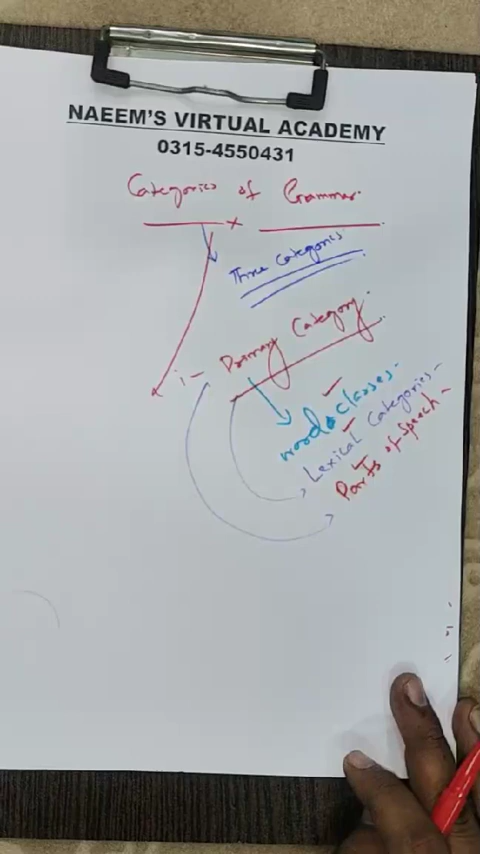 NAEEM'S VIRTUAL ACADEMY
0315-4550431
Categories of Grammar.
Three Categories
i- Primary Category
word classes-
Lexical Categories-
Parts of Speech-